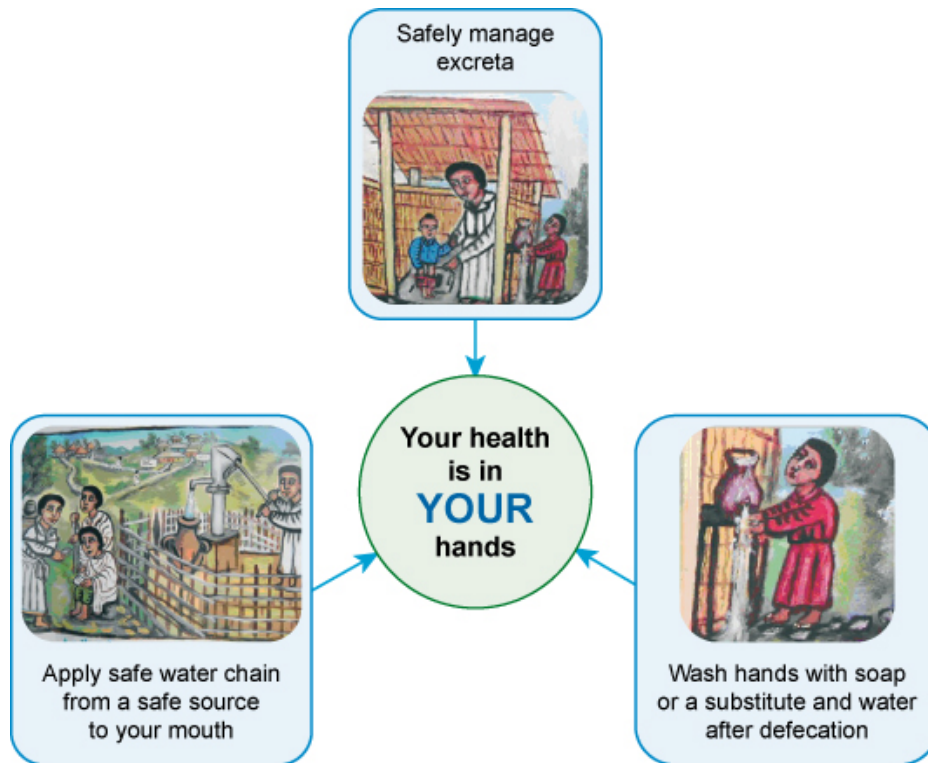 Safely manage
excreta
Your health
is in
YOUR
hands
Apply safe water chain
from a safe source
to your mouth
Wash hands with soap
or a substitute and water
after defecation